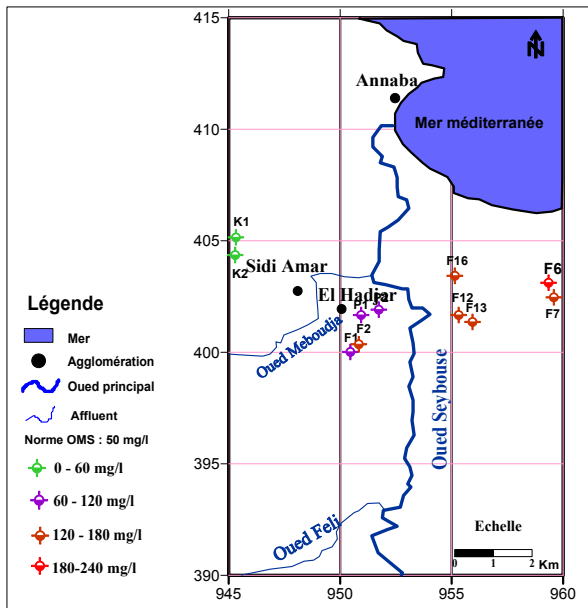 415
410
405
400
395
390
945
950
955
960
N
Annaba
Mer méditerranée
K1
K2
Sidi Amar
El Hadjar
P1
F1
F2
F16
F12
F13
F6
F7
Oued Meboudja
Oued Seybouse
Oued Feli
Echelle
0 1 2
Km
Légende
Mer
Agglomération
Oued principal
Affluent
Norme OMS : 50 mg/l
0 - 60 mg/l
60 - 120 mg/l
120 - 180 mg/l
180-240 mg/l